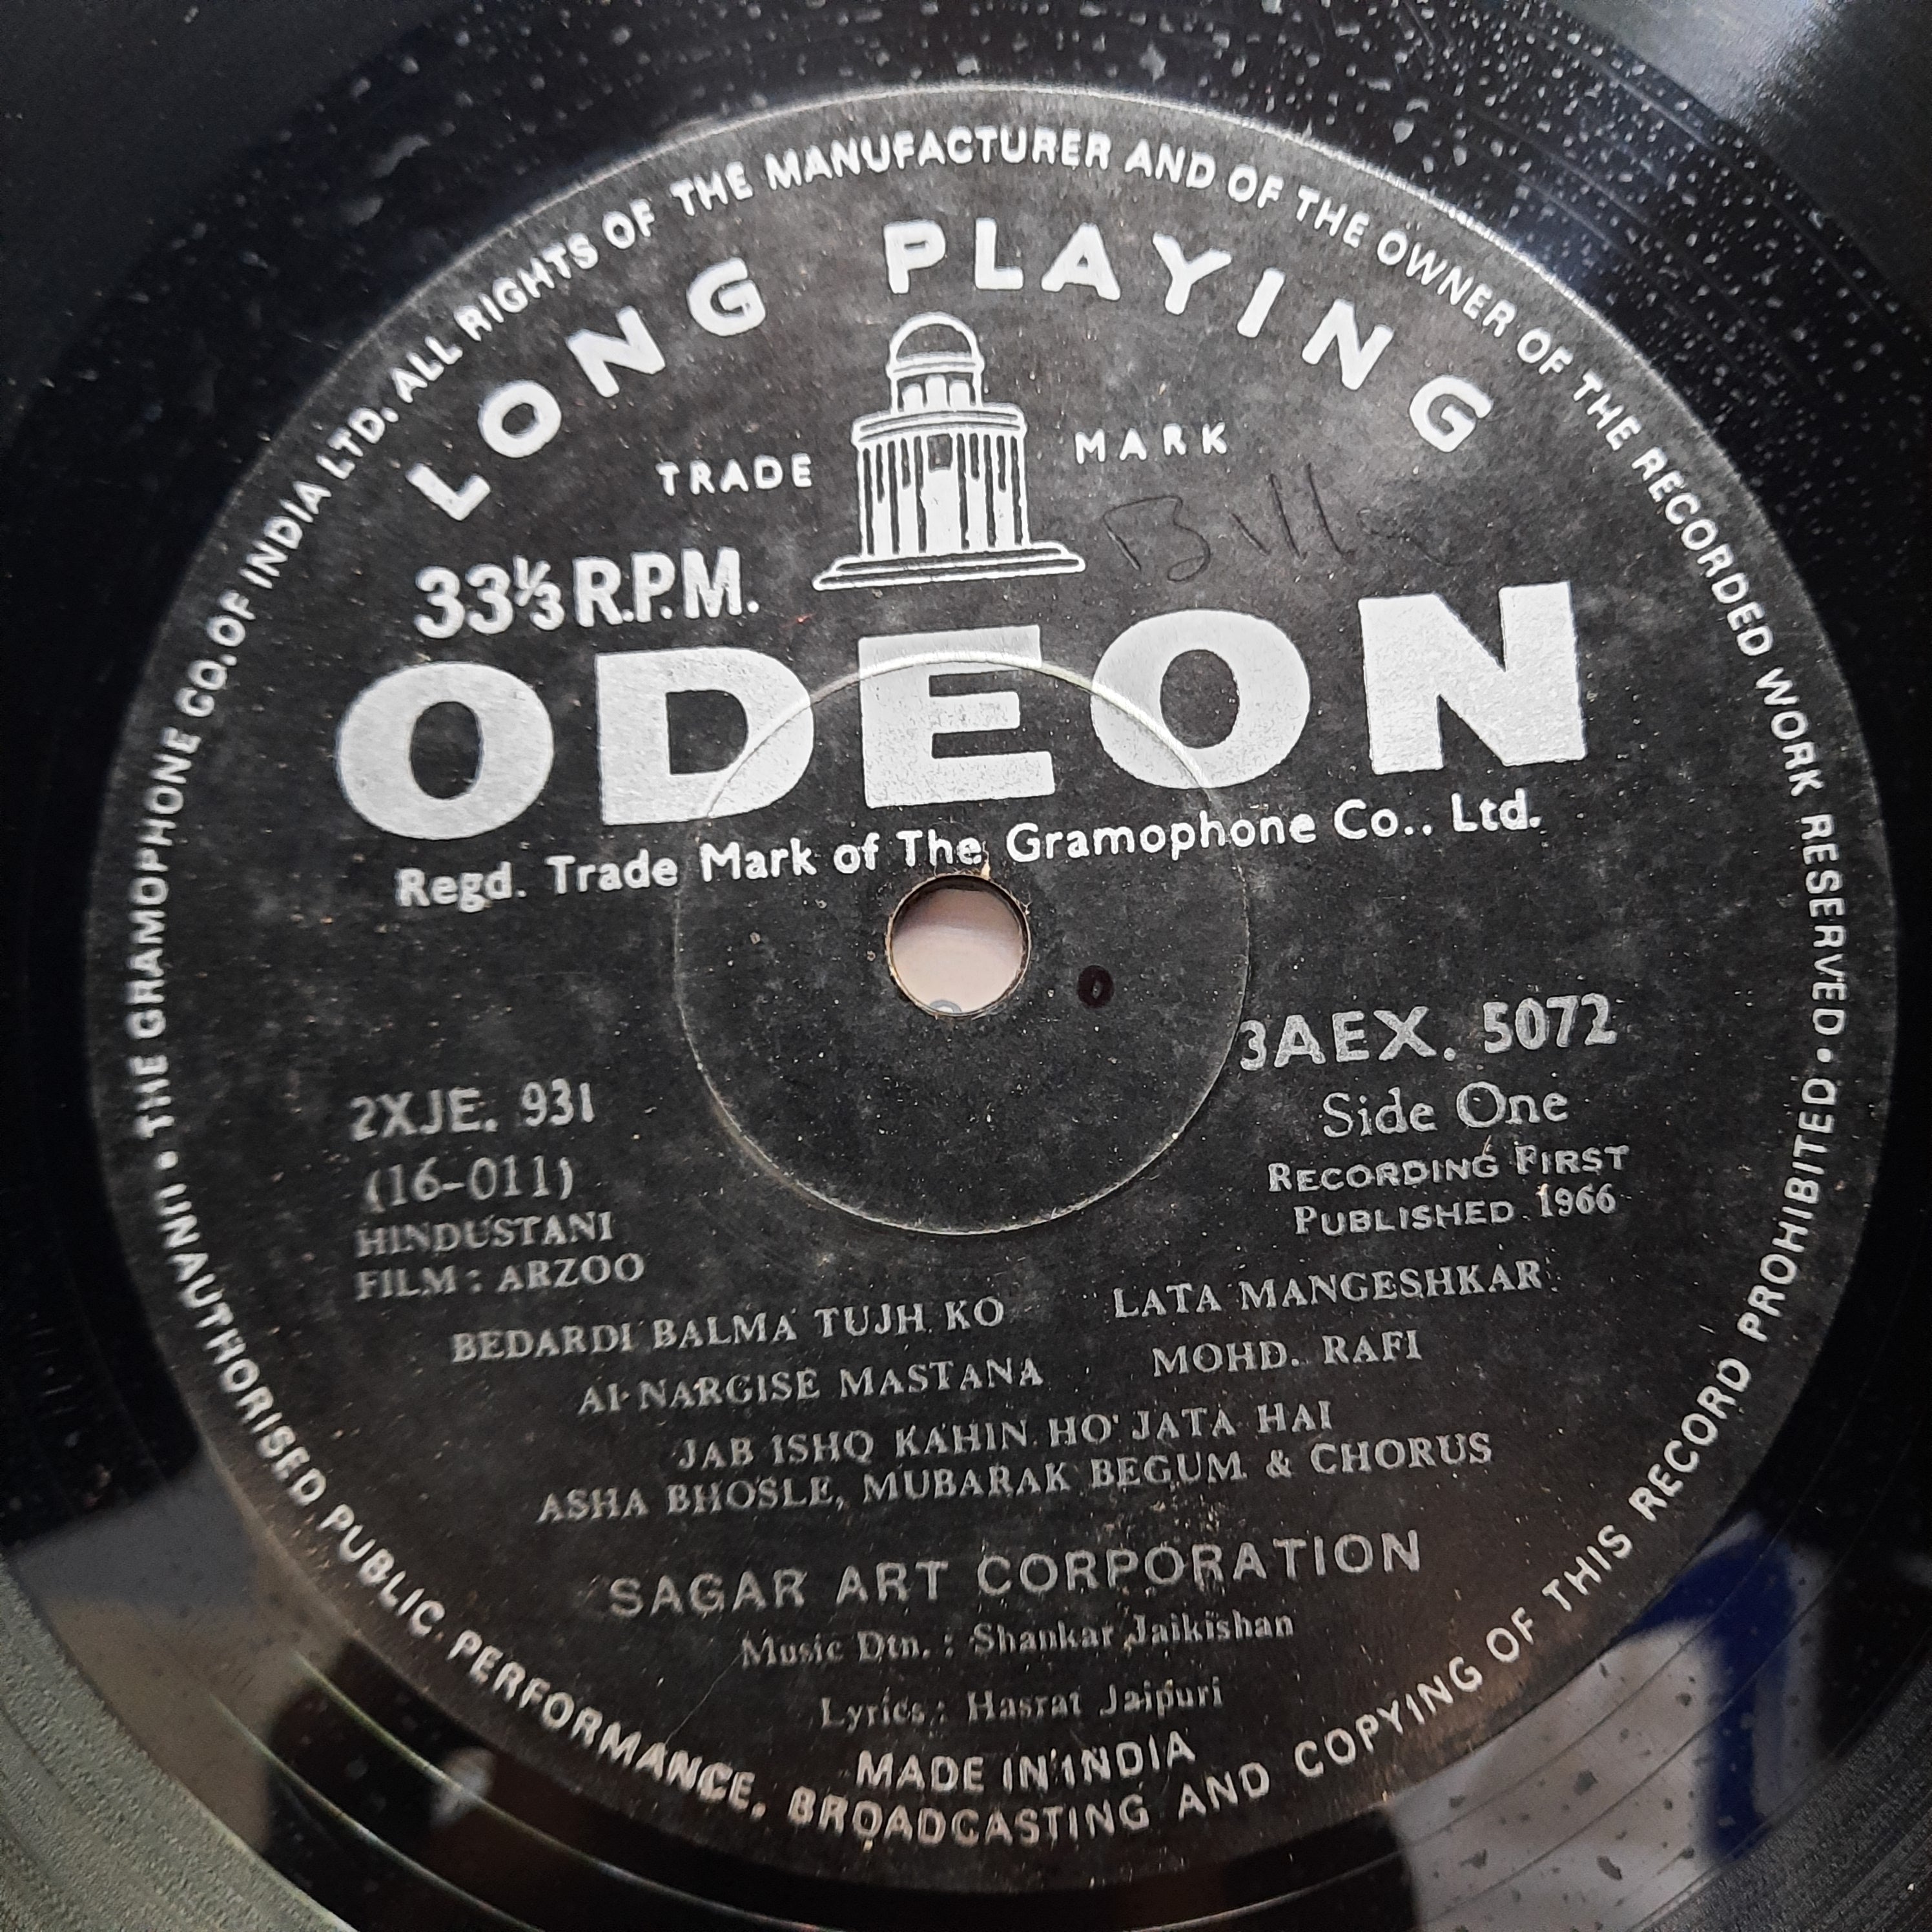 THE GRAMOPHONE CO. OF INDIA LTD. ALL RIGHTS OF THE MANUFACTURER AND OF THE OWNER OF THE RECORDED WORK RESERVED •
LONG PLAYING
TRADE MARK
33⅓ R.P.M.
ODEON
Regd. Trade Mark of The Gramophone Co.. Ltd.
3AEX. 5072
Side One
RECORDING FIRST
PUBLISHED 1966
2XJE. 931
(16-011)
HINDUSTANI
FILM : ARZOO
BEDARDI BALMA TUJH KO LATA MANGESHKAR
AI NARGISE MASTANA MOHD. RAFI
JAB ISHQ KAHIN HO JATA HAI
ASHA BHOSLE, MUBARAK BEGUM & CHORUS
SAGAR ART CORPORATION
Music Dtn. : Shankar Jaikishan
Lyrics : Hasrat Jaipuri
MADE IN INDIA
• UNAUTHORISED PUBLIC PERFORMANCE, BROADCASTING AND COPYING OF THIS RECORD PROHIBITED •